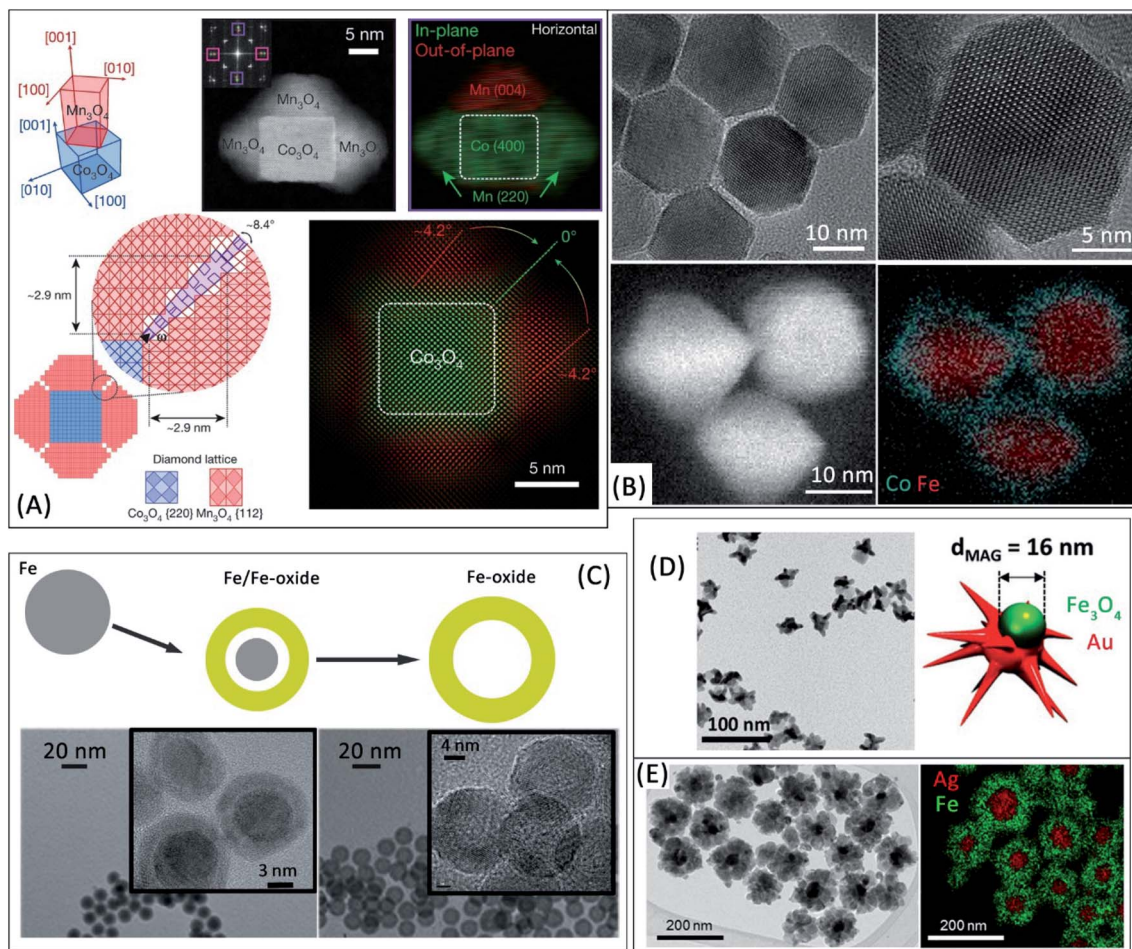 (A)
[001]
[010]
[100]
Mn₃O₄
[001]
Co₃O₄
[010]
[100]
5 nm
Mn₃O₄
Mn₃O₄
Co₃O₄
Mn₃O
In-plane
Horizontal
Out-of-plane
Mn (004)
Co (400)
Mn (220)
~8.4°
~2.9 nm
ω
~2.9 nm
Diamond lattice
Co₃O₄ {220} Mn₃O₄ {112}
~4.2°
0°
Co₃O₄
-4.2°
5 nm
10 nm
5 nm
(B)
10 nm
Co Fe
(C)
Fe
Fe/Fe-oxide
Fe-oxide
20 nm
3 nm
20 nm
4 nm
(D)
100 nm
dMAG = 16 nm
Fe₃O₄
Au
(E)
200 nm
Ag
Fe
200 nm